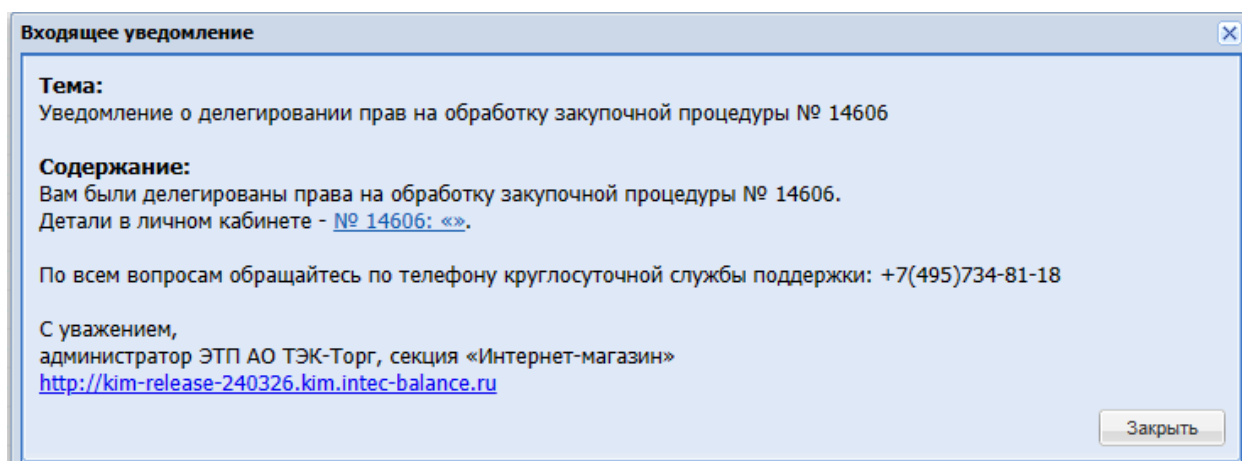 Входящее уведомление
Тема:
Уведомление о делегировании прав на обработку закупочной процедуры № 14606
Содержание:
Вам были делегированы права на обработку закупочной процедуры № 14606.
Детали в личном кабинете - № 14606: «».
По всем вопросам обращайтесь по телефону круглосуточной службы поддержки: +7(495)734-81-18
С уважением,
администратор ЭТП АО ТЭК-Торг, секция «Интернет-магазин»
http://kim-release-240326.kim.intec-balance.ru
Закрыть